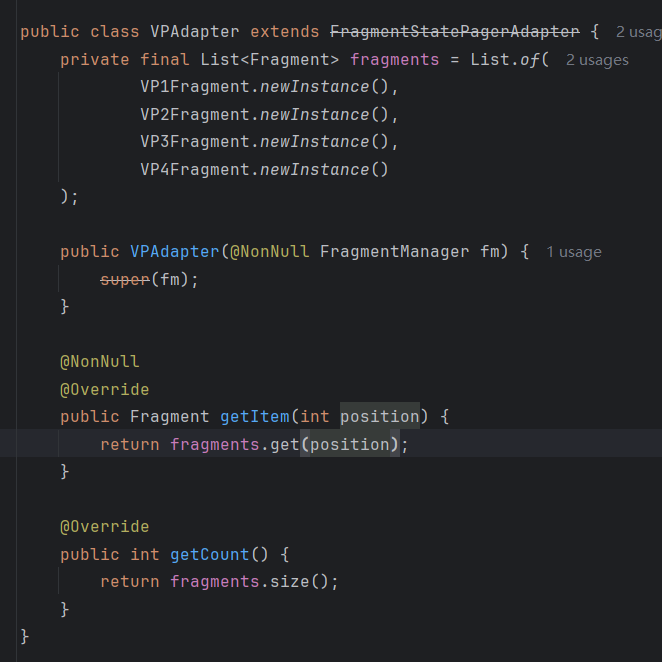 public class VPAdapter extends FragmentStatePagerAdapter { 2 usag
private final List<Fragment> fragments = List.of( 2 usages
VP1Fragment.newInstance(),
VP2Fragment.newInstance(),
VP3Fragment.newInstance(),
VP4Fragment.newInstance()
);
public VPAdapter(@NonNull FragmentManager fm) { 1 usage
super(fm);
}
@NonNull
@Override
public Fragment getItem(int position) {
return fragments.get(position);
}
@Override
public int getCount() {
return fragments.size();
}
}